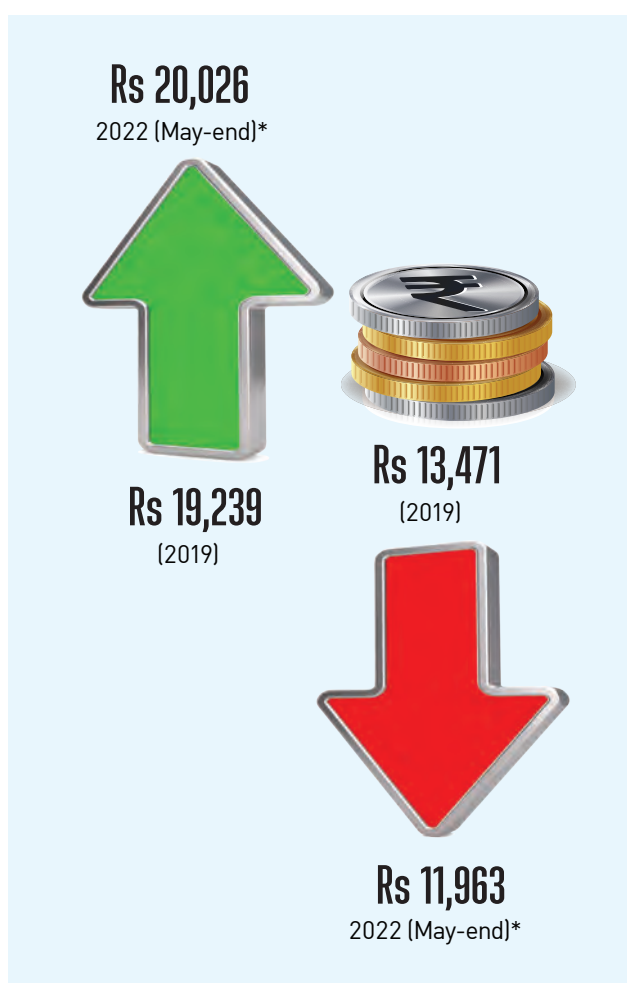 Rs 20,026
2022 (May-end)*
Rs 19,239
(2019)
₹
Rs 13,471
(2019)
Rs 11,963
2022 (May-end)*